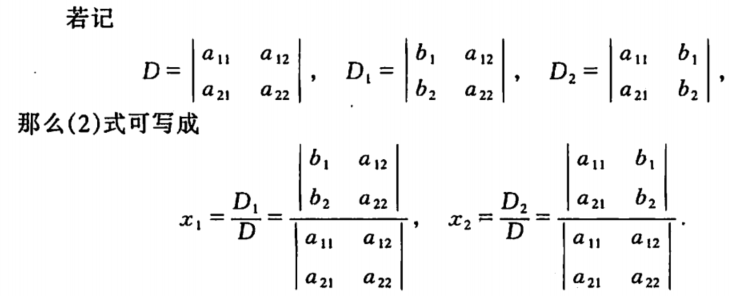 若记
D = | a₁₁ a₁₂ ; a₂₁ a₂₂ | , D₁ = | b₁ a₁₂ ; b₂ a₂₂ | , D₂ = | a₁₁ b₁ ; a₂₁ b₂ | ,
那么(2)式可写成
x₁ = D₁/D = | b₁ a₁₂ ; b₂ a₂₂ | / | a₁₁ a₁₂ ; a₂₁ a₂₂ | , x₂ = D₂/D = | a₁₁ b₁ ; a₂₁ b₂ | / | a₁₁ a₁₂ ; a₂₁ a₂₂ | .